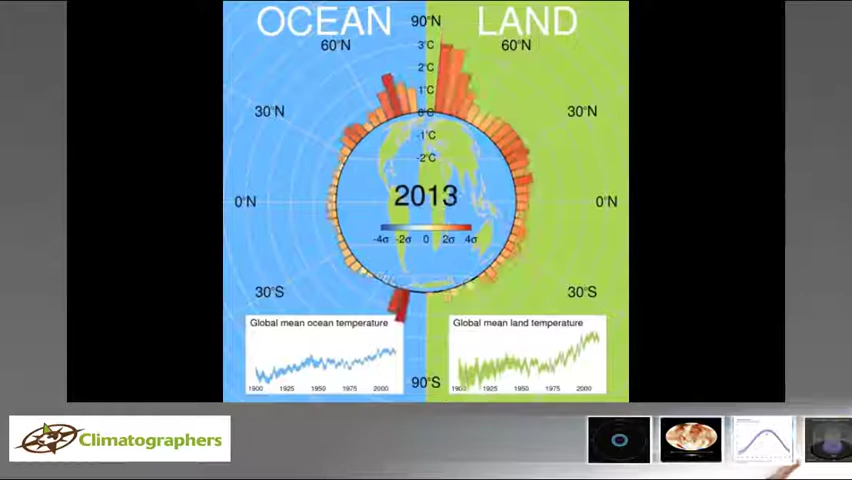 OCEAN LAND
90°N
60°N 60°N
3°C
2°C
1°C
30°N 0°C 30°N
-1°C
-2°C
0°N 2013 0°N
-4σ -2σ 0 2σ 4σ
30°S 30°S
Global mean ocean temperature
1900 1925 1950 1975 2000
Global mean land temperature
1900 1925 1950 1975 2000
90°S
Climatographers